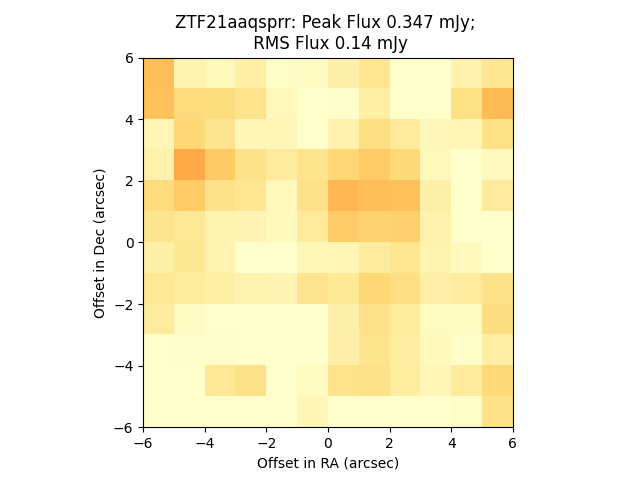 ZTF21aaqsprr: Peak Flux 0.347 mJy;
RMS Flux 0.14 mJy
6
4
2
0
−2
−4
−6
Offset in Dec (arcsec)
−6 −4 −2 0 2 4 6
Offset in RA (arcsec)